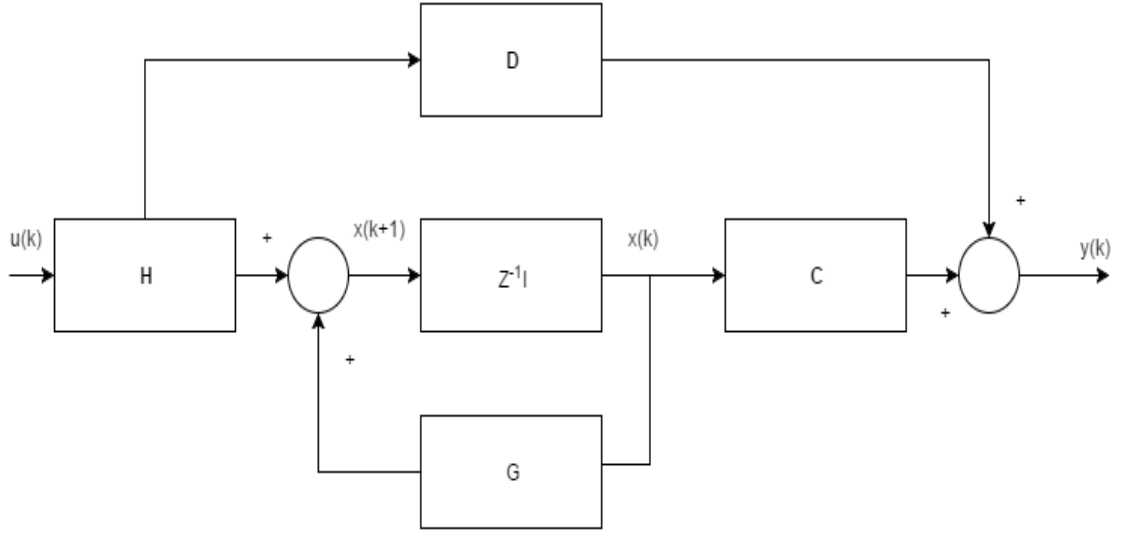 D
+
u(k)
H
+
x(k+1)
Z⁻¹I
x(k)
C
+
y(k)
+
G